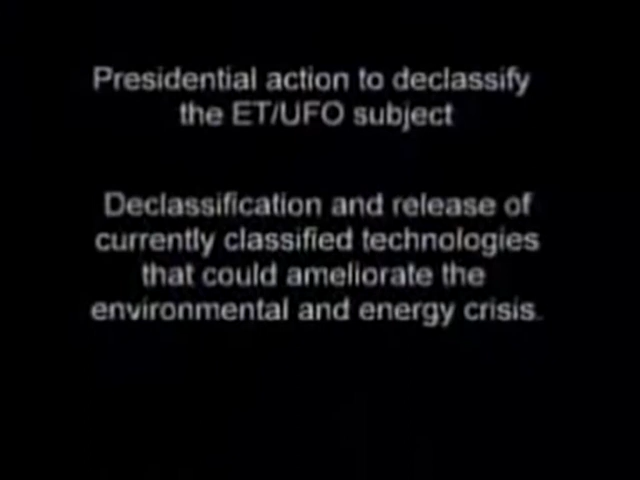 Presidential action to declassify
the ET/UFO subject
Declassification and release of
currently classified technologies
that could ameliorate the
environmental and energy crisis.